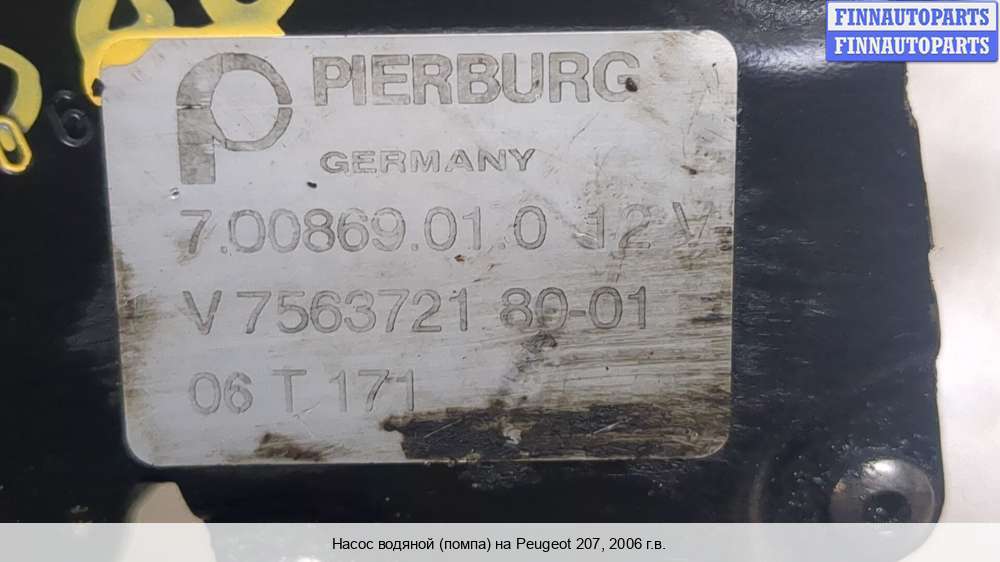 FINNAUTOPARTS
FINNAUTOPARTS
PIERBURG
GERMANY
7.00869.01.0 12 V
V 7563721 80-01
06 T 171
Насос водяной (помпа) на Peugeot 207, 2006 г.в.